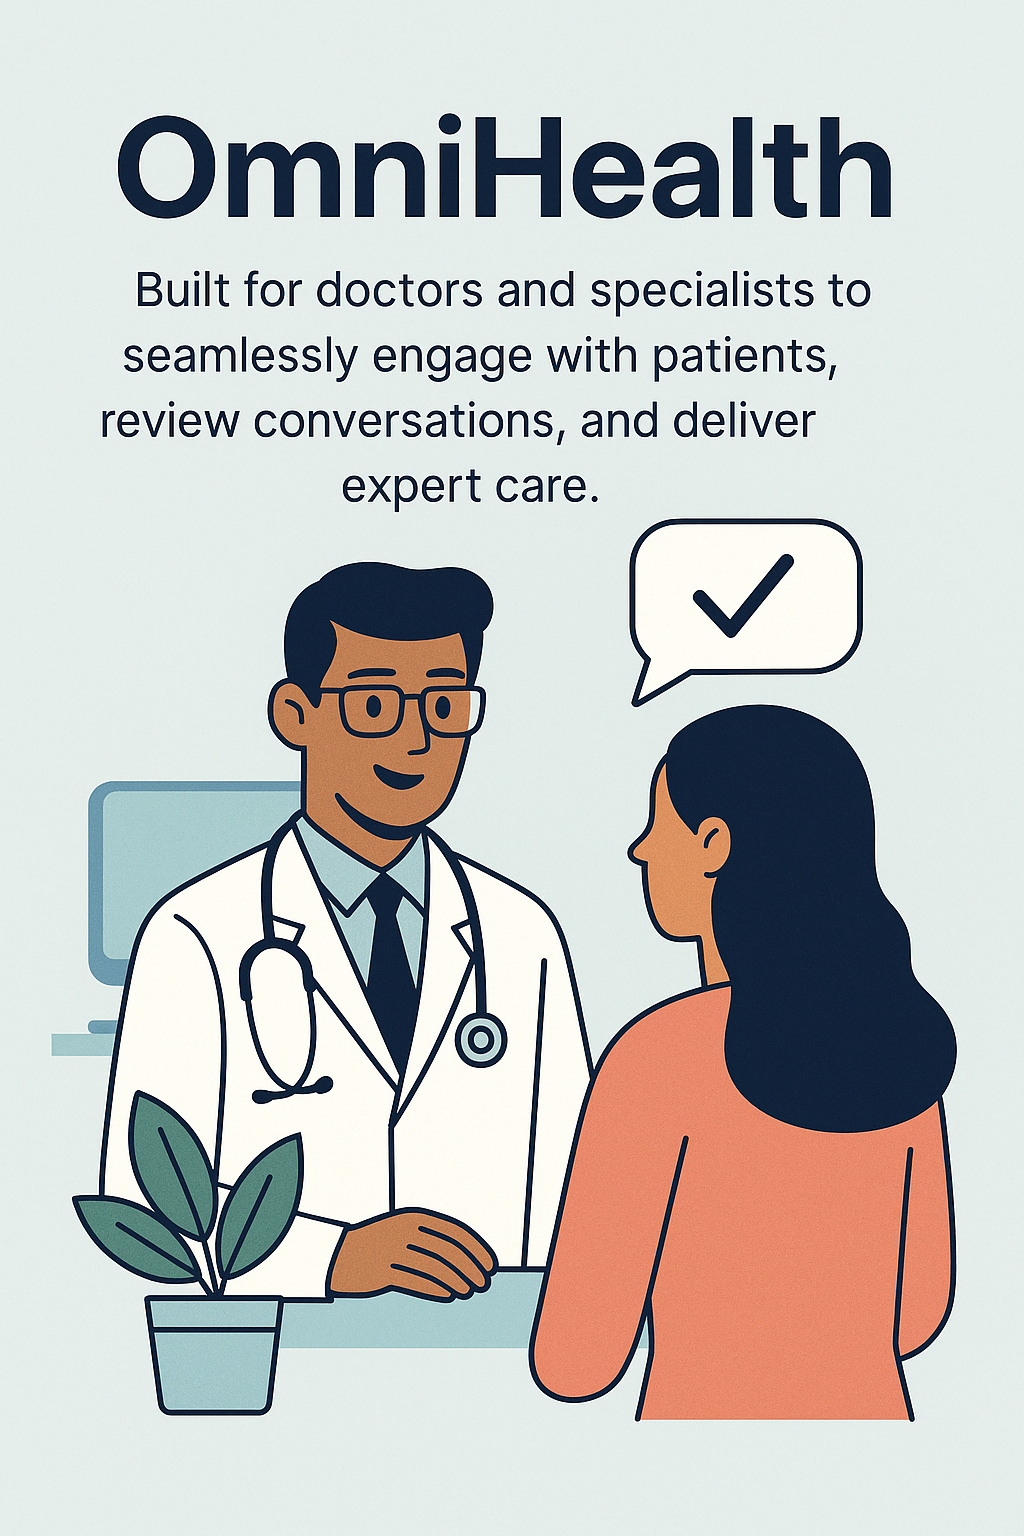 OmniHealth
Built for doctors and specialists to
seamlessly engage with patients,
review conversations, and deliver
expert care.